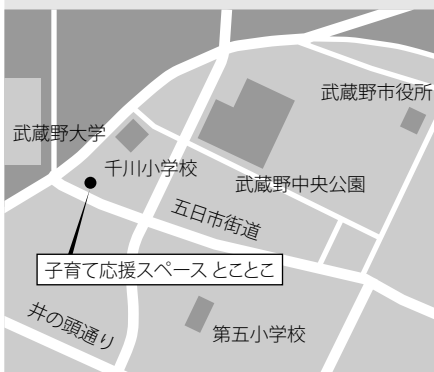 武蔵野市役所
武蔵野大学
千川小学校
武蔵野中央公園
五日市街道
子育て応援スペース とことこ
井の頭通り
第五小学校